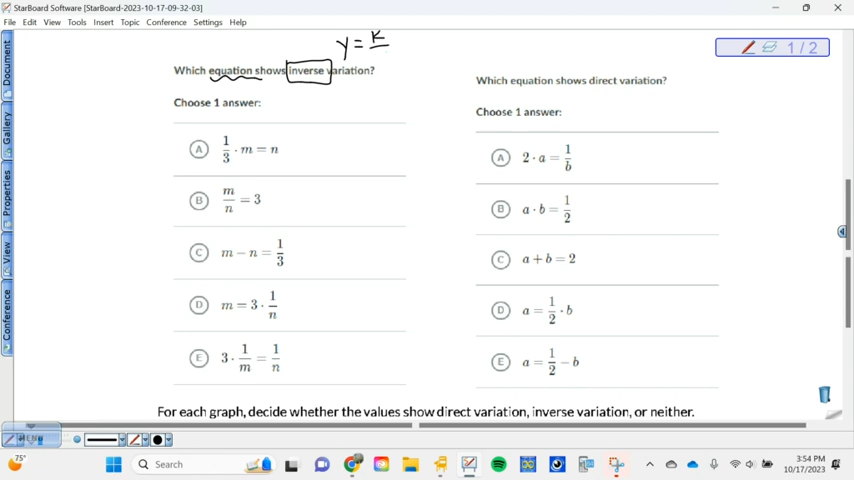 StarBoard Software [*StarBoard-2023-10-17-09-32-03]
File Edit View Tools Insert Topic Conference Settings Help
Document
Gallery
Properties
View
Conference
1/2
y = k/
Which equation shows inverse variation?
Choose 1 answer:
A 1/3 · m = n
B m/n = 3
C m − n = 1/3
D m = 3 · 1/n
E 3 · 1/m = 1/n
Which equation shows direct variation?
Choose 1 answer:
A 2 · a = 1/b
B a · b = 1/2
C a + b = 2
D a = 1/2 · b
E a = 1/2 − b
For each graph, decide whether the values show direct variation, inverse variation, or neither.
MENU
75°
Search
3:54 PM
10/17/2023